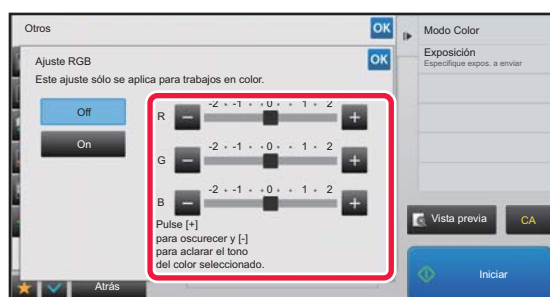 Otros
OK
Ajuste RGB
OK
Este ajuste sólo se aplica para trabajos en color.
Off
On
-2 -1 0 1 2
R - +
-2 -1 0 1 2
G - +
-2 -1 0 1 2
B - +
Pulse [+]
para oscurecer y [-]
para aclarar el tono
del color seleccionado.
Atrás
Modo Color
Exposición
Especifique expos. a enviar
Vista previa
CA
Iniciar